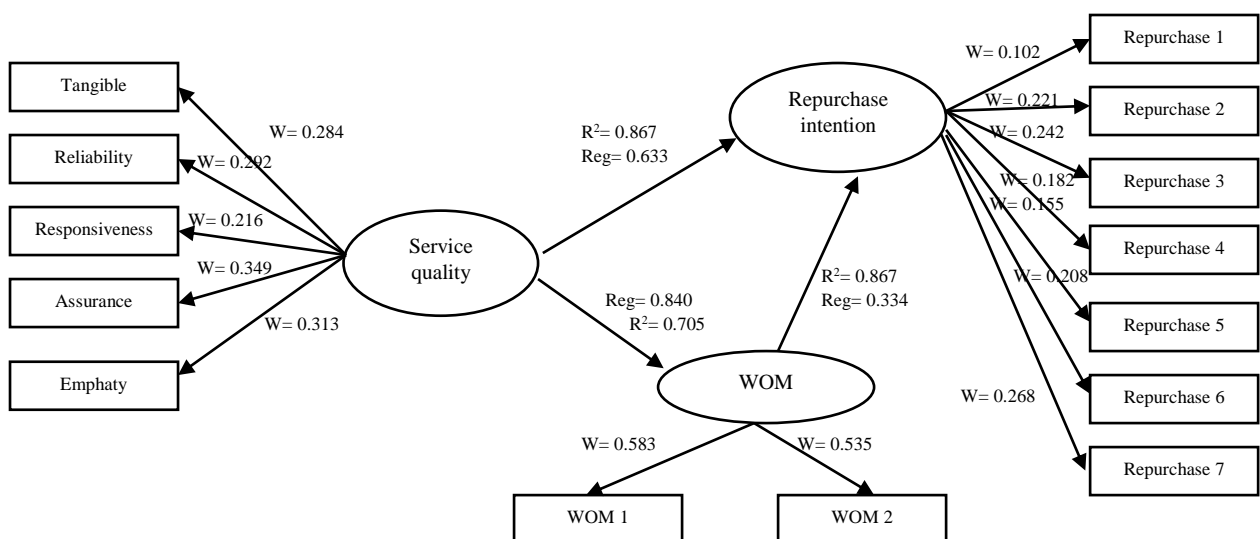 Repurchase 1
W= 0.102
Tangible
Repurchase
intention
W= 0.221
Repurchase 2
W= 0.284
R²= 0.867
Reg= 0.633
W= 0.242
Reliability
W= 0.292
W= 0.182
Repurchase 3
W= 0.155
Responsiveness
W= 0.216
Service
quality
Repurchase 4
W= 0.349
R²= 0.867
Reg= 0.334
W= 0.208
Assurance
Reg= 0.840
R²= 0.705
W= 0.313
Repurchase 5
Emphaty
WOM
W= 0.268
Repurchase 6
W= 0.583
W= 0.535
Repurchase 7
WOM 1
WOM 2